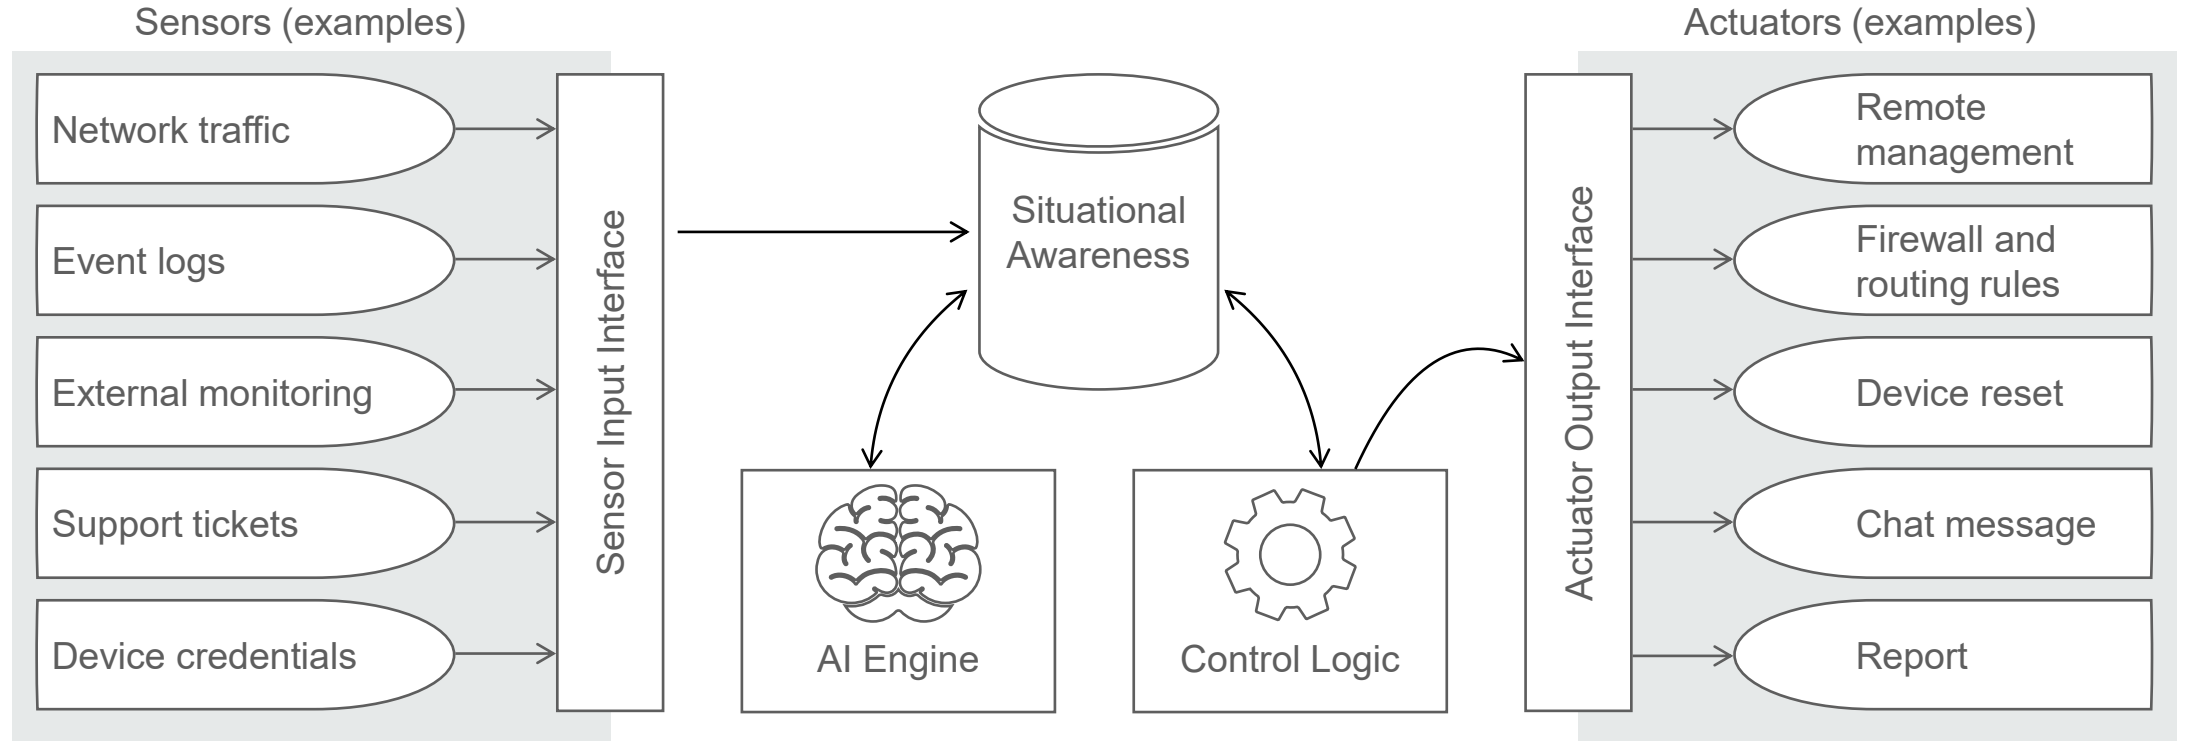 Sensors (examples)
Network traffic
Event logs
External monitoring
Support tickets
Device credentials
Sensor Input Interface
Situational
Awareness
AI Engine
Control Logic
Actuators (examples)
Actuator Output Interface
Remote
management
Firewall and
routing rules
Device reset
Chat message
Report